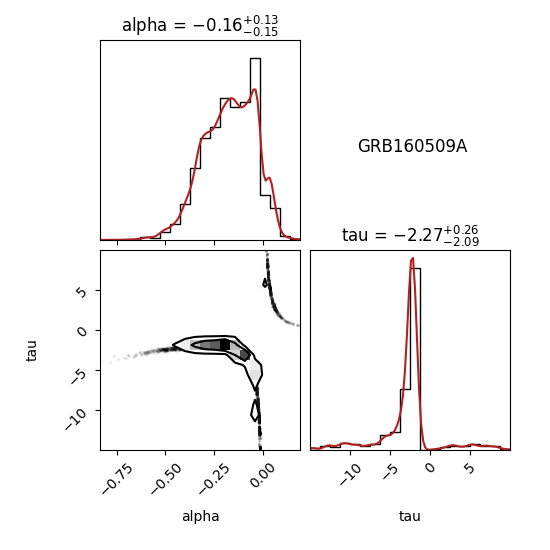 alpha = −0.16 +0.13 −0.15
GRB160509A
tau = −2.27 +0.26 −2.09
5
0
−5
−10
tau
−0.75 −0.50 −0.25 0.00
alpha
−10 −5 0 5
tau